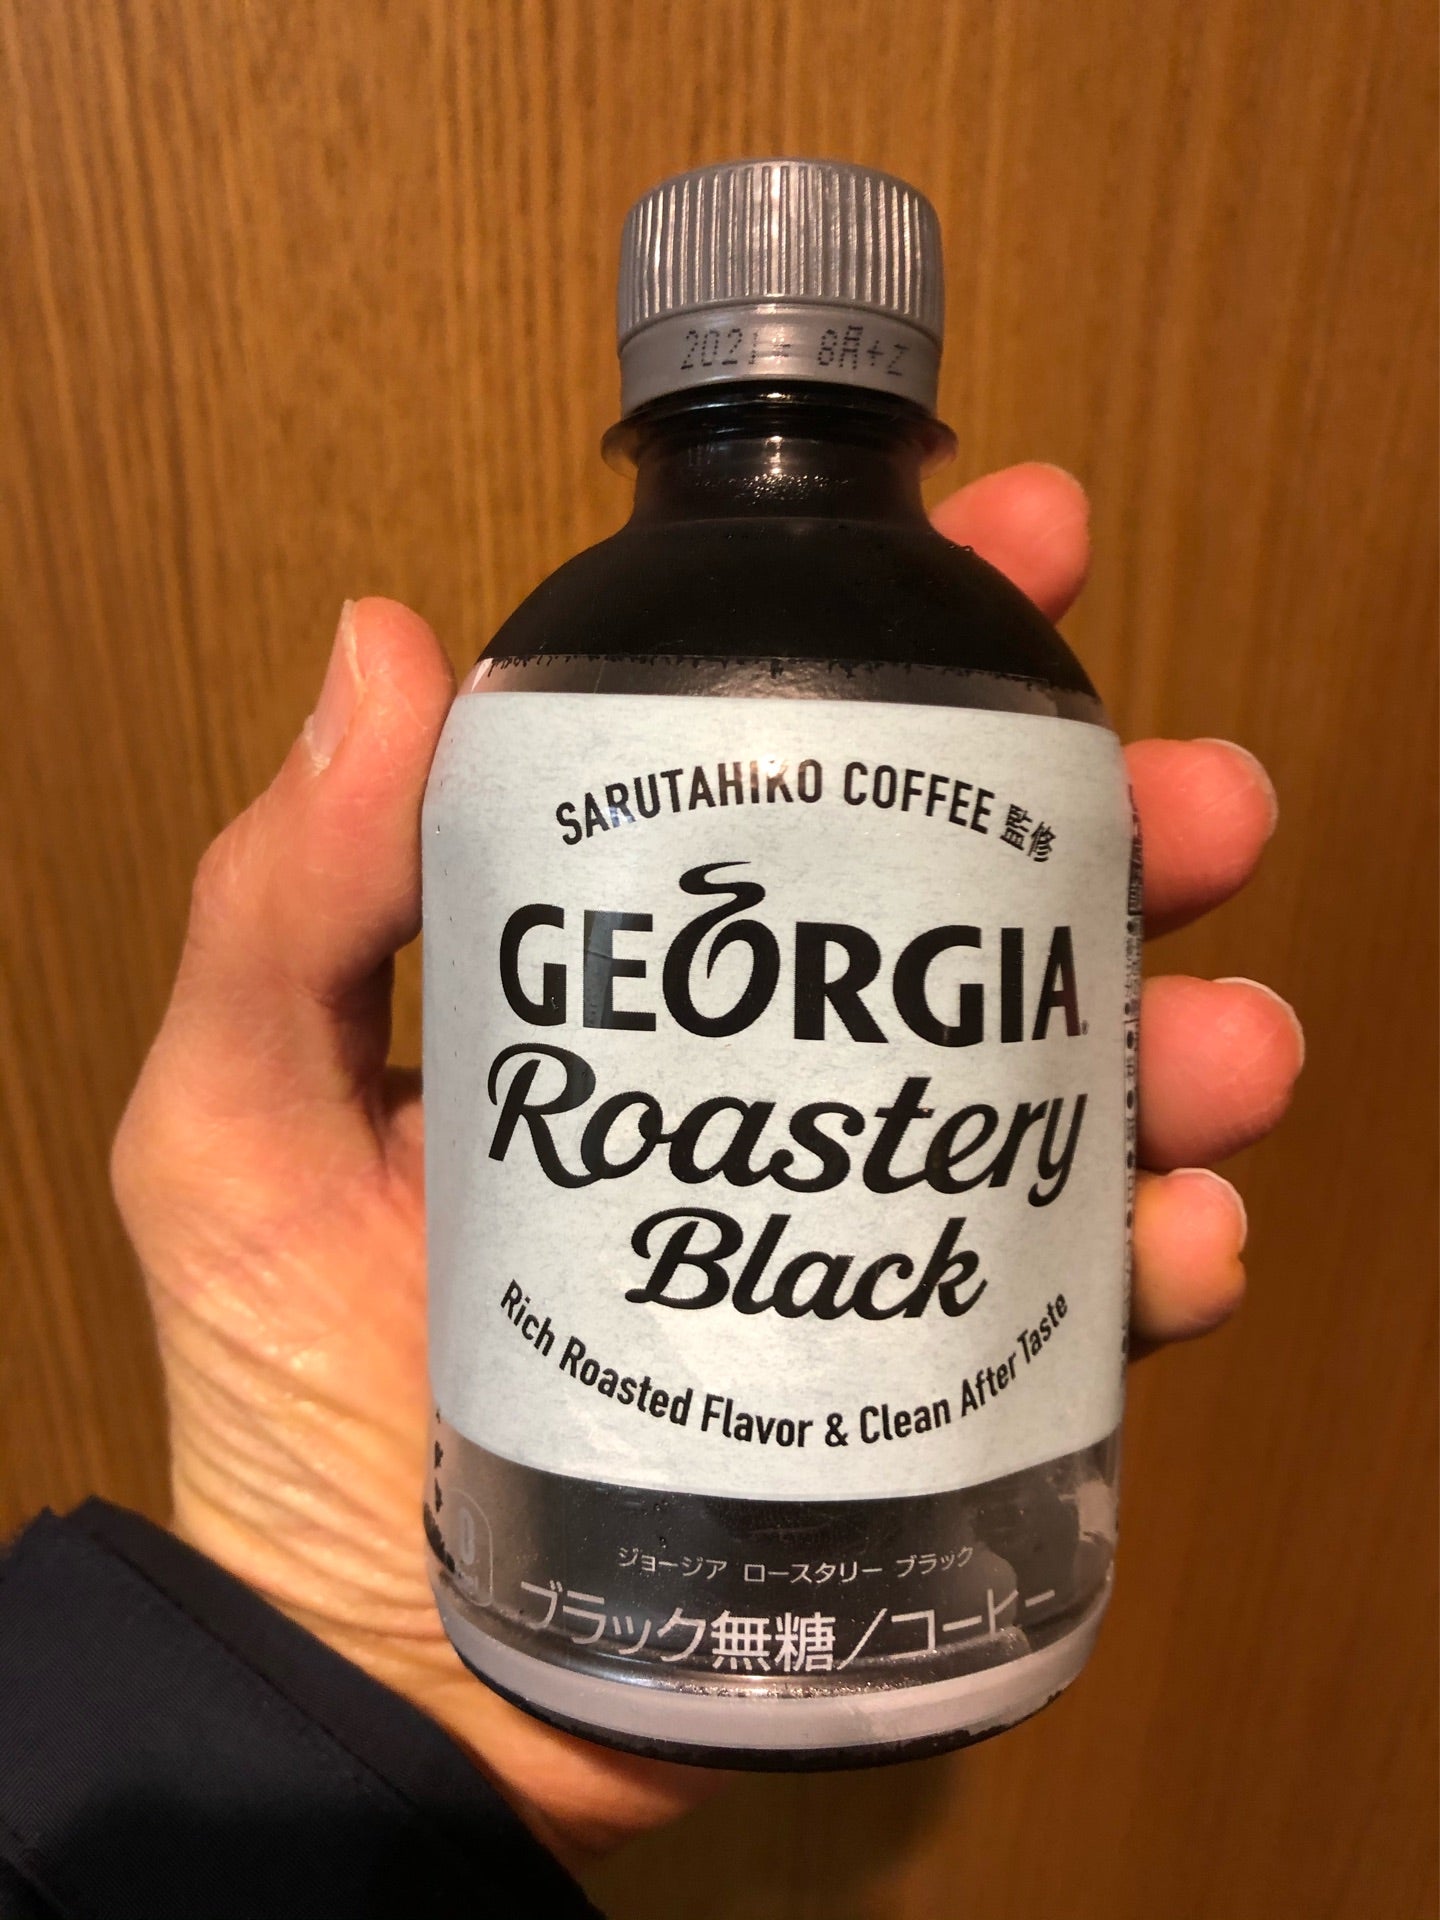 2021年 8月+Z
SARUTAHIKO COFFEE 監修
GEORGIA
Roastery
Black
Rich Roasted Flavor & Clean After Taste
ジョージア ロースタリー ブラック
ブラック無糖/コーヒー